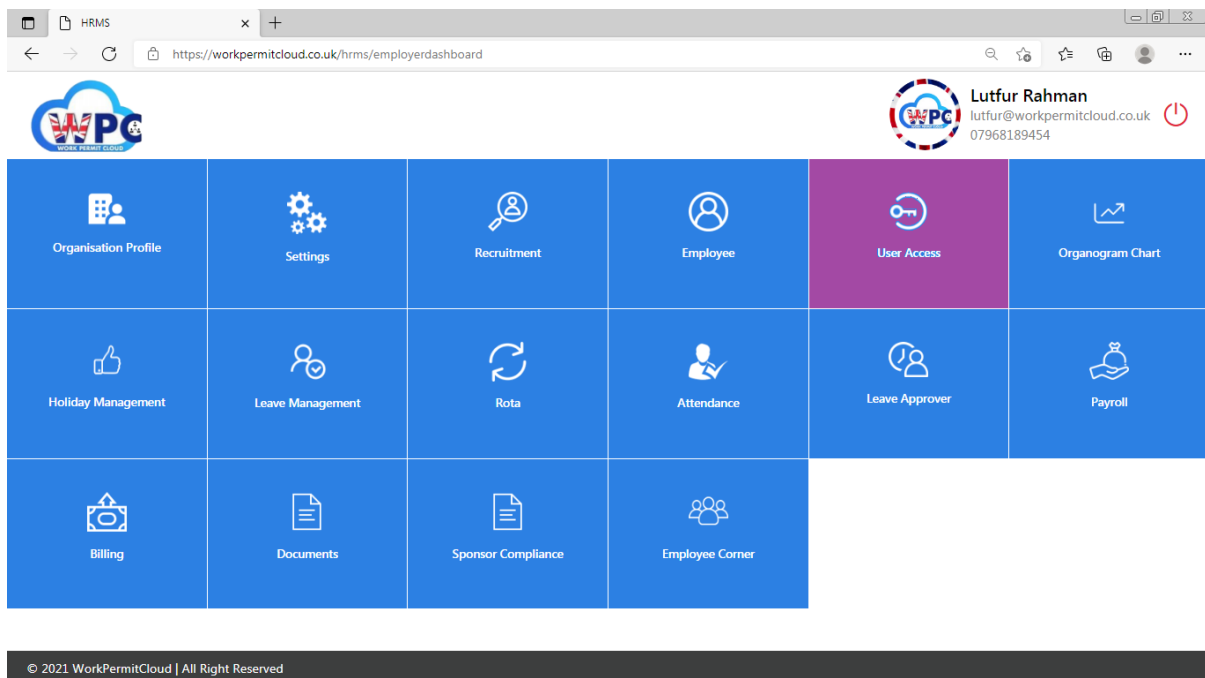 HRMS
https://workpermitcloud.co.uk/hrms/employerdashboard
WPC
WORK PERMIT CLOUD
WPC
Lutfur Rahman
lutfur@workpermitcloud.co.uk
07968189454
Organisation Profile
Settings
Recruitment
Employee
User Access
Organogram Chart
Holiday Management
Leave Management
Rota
Attendance
Leave Approver
Payroll
Billing
Documents
Sponsor Compliance
Employee Corner
© 2021 WorkPermitCloud | All Right Reserved